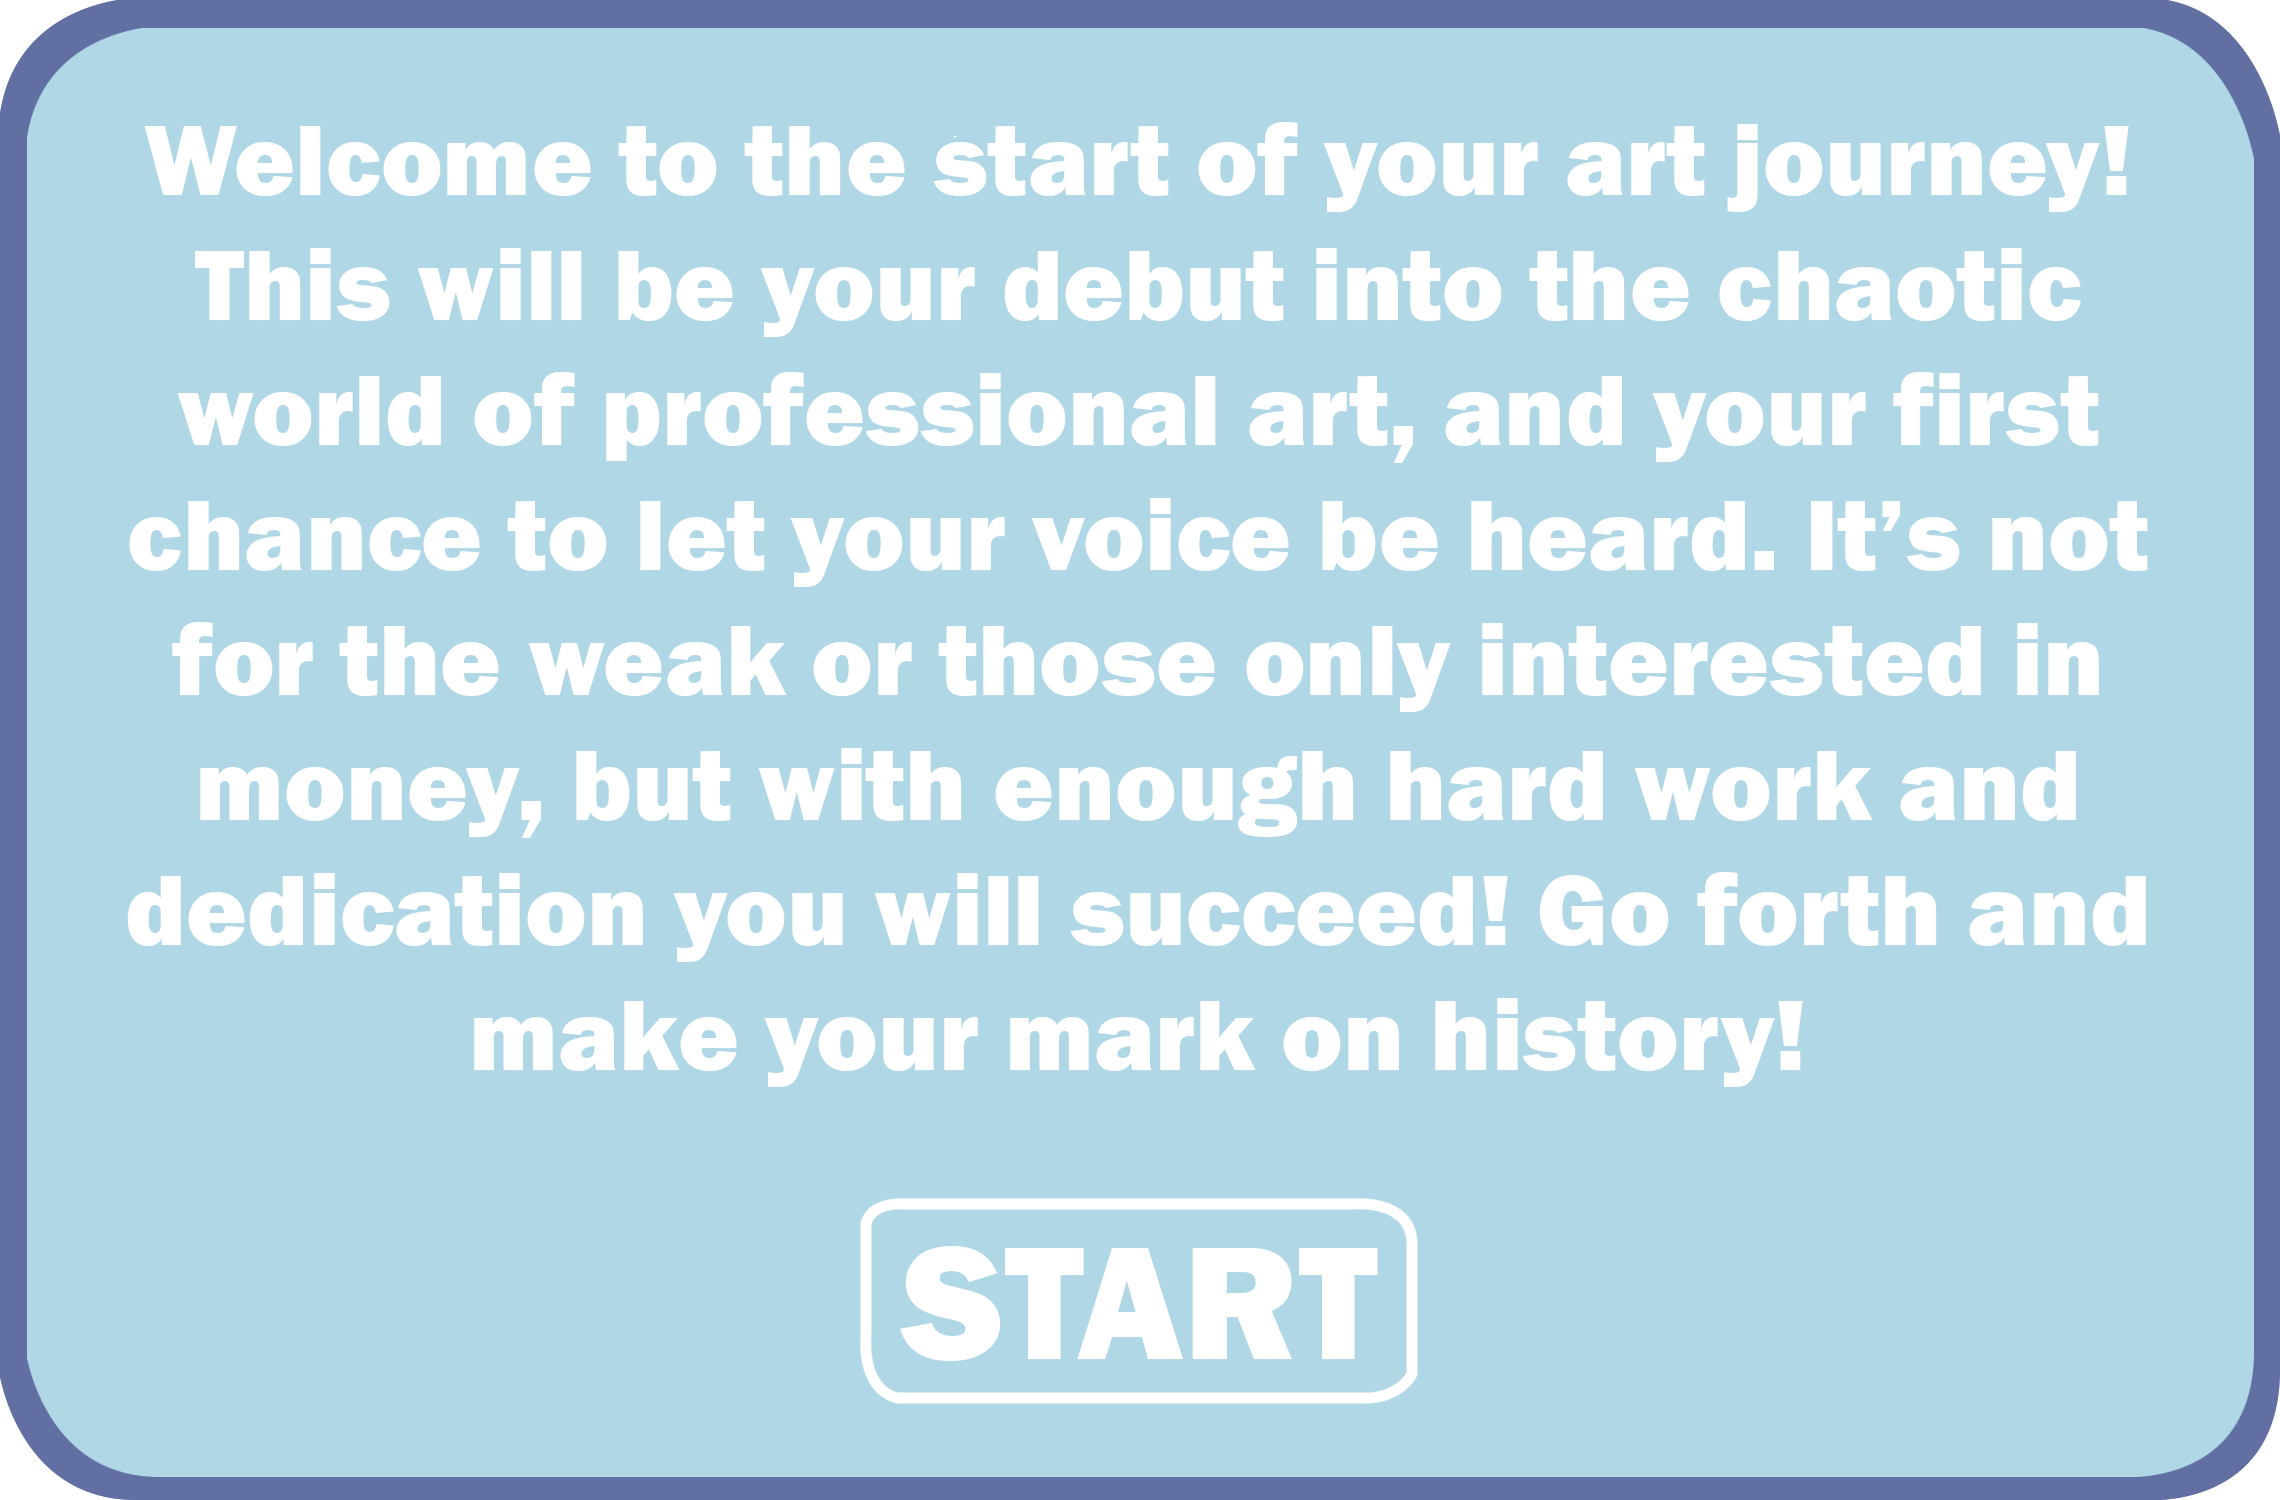 Welcome to the start of your art journey!
This will be your debut into the chaotic
world of professional art, and your first
chance to let your voice be heard. It’s not
for the weak or those only interested in
money, but with enough hard work and
dedication you will succeed! Go forth and
make your mark on history!
START